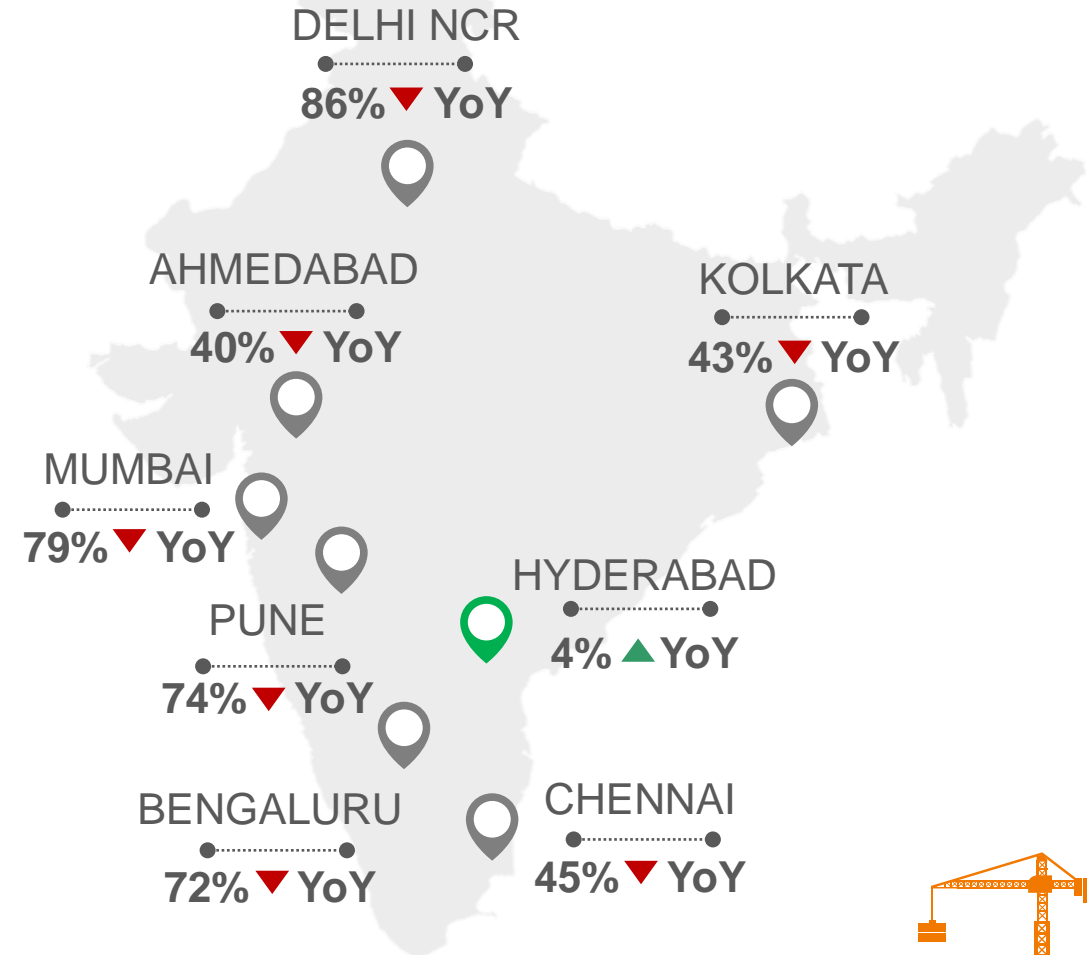 DELHI NCR
86% ▼ YoY
AHMEDABAD
40% ▼ YoY
KOLKATA
43% ▼ YoY
MUMBAI
79% ▼ YoY
HYDERABAD
4% ▲ YoY
PUNE
74% ▼ YoY
BENGALURU
72% ▼ YoY
CHENNAI
45% ▼ YoY